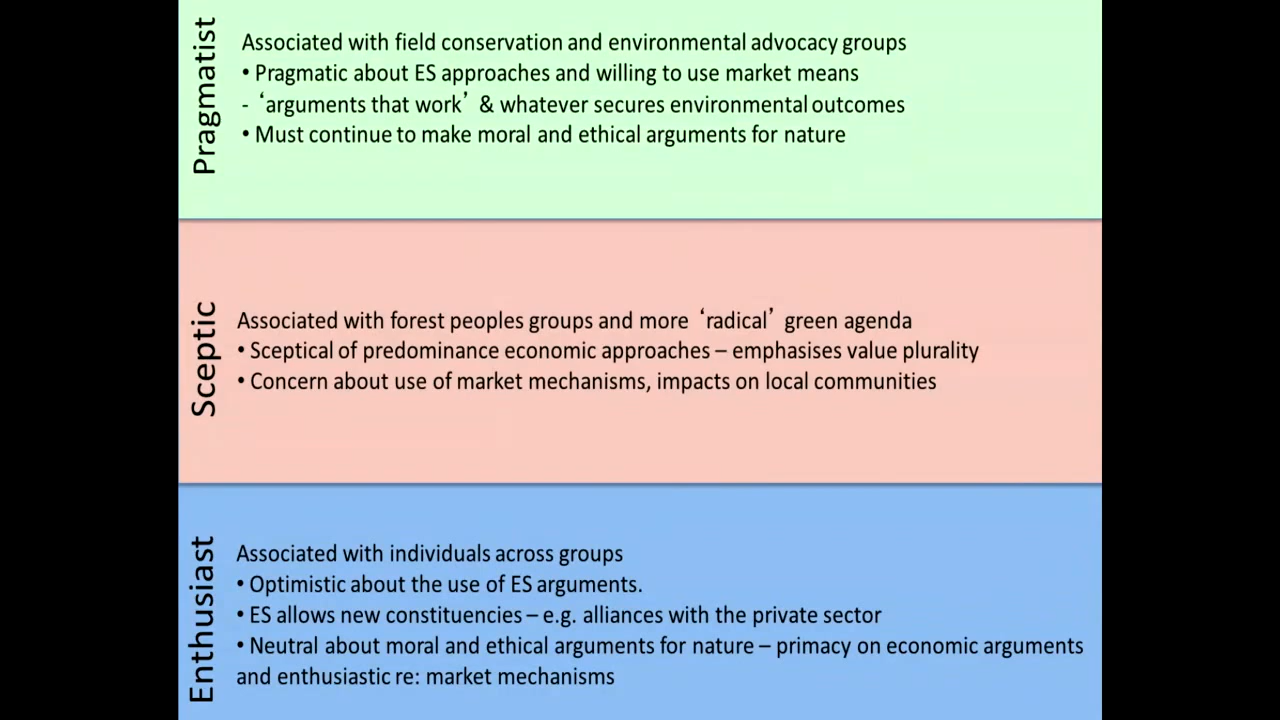 Pragmatist
Associated with field conservation and environmental advocacy groups
• Pragmatic about ES approaches and willing to use market means
- ‘arguments that work’ & whatever secures environmental outcomes
• Must continue to make moral and ethical arguments for nature
Sceptic
Associated with forest peoples groups and more ‘radical’ green agenda
• Sceptical of predominance economic approaches – emphasises value plurality
• Concern about use of market mechanisms, impacts on local communities
Enthusiast
Associated with individuals across groups
• Optimistic about the use of ES arguments.
• ES allows new constituencies – e.g. alliances with the private sector
• Neutral about moral and ethical arguments for nature – primacy on economic arguments
and enthusiastic re: market mechanisms